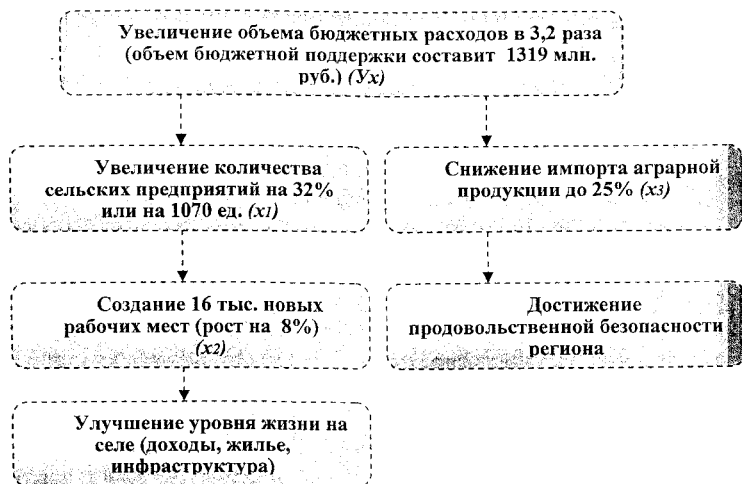 Увеличение объема бюджетных расходов в 3,2 раза
(объем бюджетной поддержки составит 1319 млн.
руб.) (Ух)
Увеличение количества
сельских предприятий на 32%
или на 1070 ед. (х1)
Снижение импорта аграрной
продукции до 25% (х3)
Создание 16 тыс. новых
рабочих мест (рост на 8%)
(х2)
Достижение
продовольственной безопасности
региона
Улучшение уровня жизни на
селе (доходы, жилье,
инфраструктура)